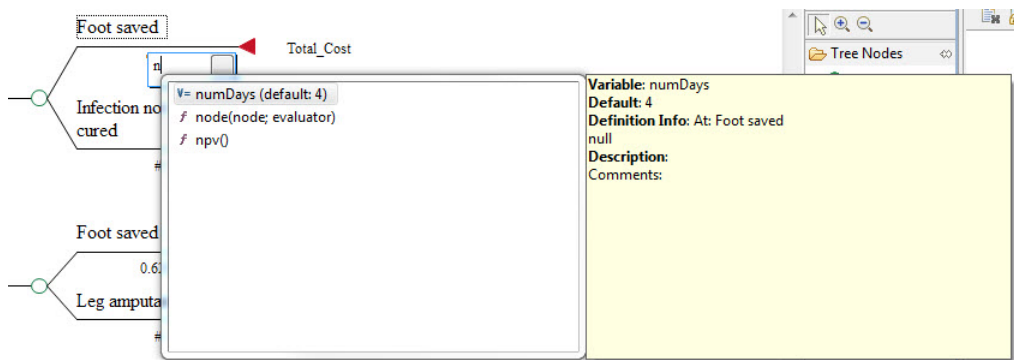 Foot saved
Total_Cost
n
Infection no
cured
#
V= numDays (default: 4)
f node(node; evaluator)
f npv()
Variable: numDays
Default: 4
Definition Info: At: Foot saved
null
Description:
Comments:
Tree Nodes
Foot saved
0.6
Leg amputa
#